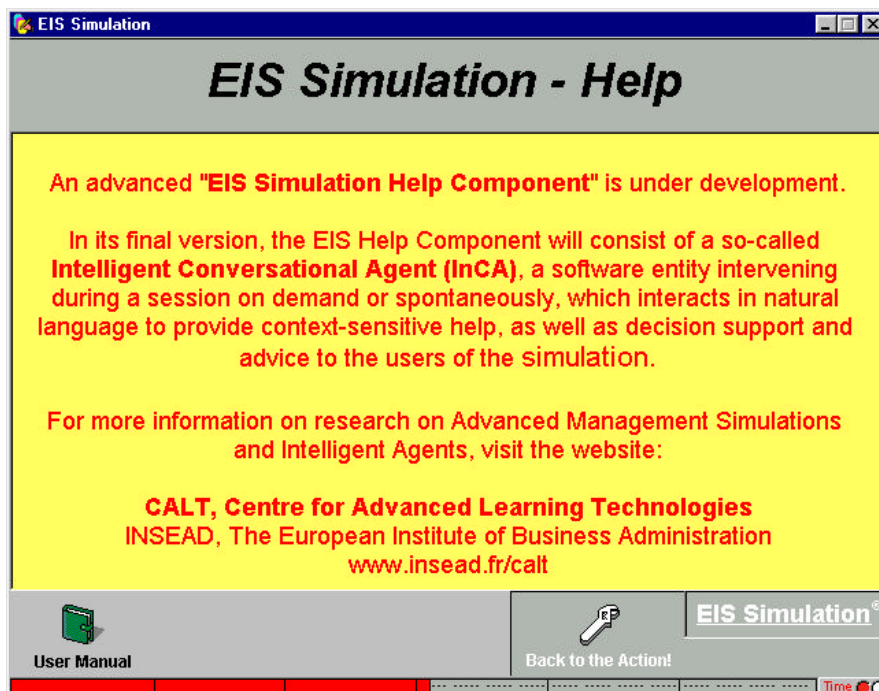 EIS Simulation
EIS Simulation - Help
An advanced "EIS Simulation Help Component" is under development.
In its final version, the EIS Help Component will consist of a so-called
Intelligent Conversational Agent (InCA), a software entity intervening
during a session on demand or spontaneously, which interacts in natural
language to provide context-sensitive help, as well as decision support and
advice to the users of the simulation.
For more information on research on Advanced Management Simulations
and Intelligent Agents, visit the website:
CALT, Centre for Advanced Learning Technologies
INSEAD, The European Institute of Business Administration
www.insead.fr/calt
EIS Simulation®
User Manual
Back to the Action!
Time